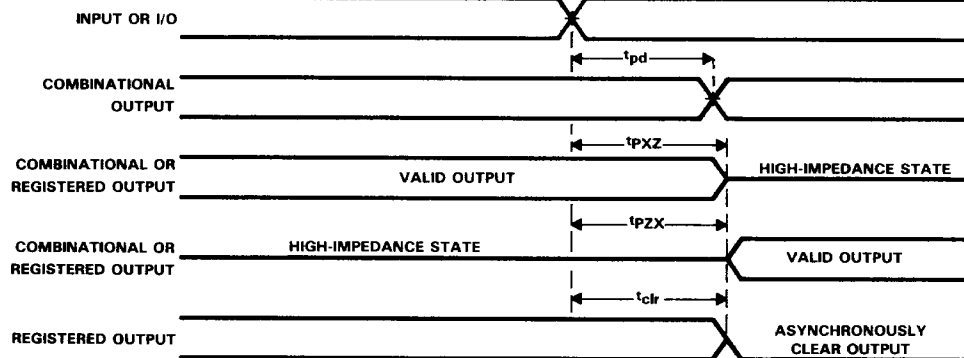 INPUT OR I/O
tpd
COMBINATIONAL
OUTPUT
tPXZ
COMBINATIONAL OR
REGISTERED OUTPUT
VALID OUTPUT
HIGH-IMPEDANCE STATE
tPZX
COMBINATIONAL OR
REGISTERED OUTPUT
HIGH-IMPEDANCE STATE
VALID OUTPUT
tclr
REGISTERED OUTPUT
ASYNCHRONOUSLY
CLEAR OUTPUT